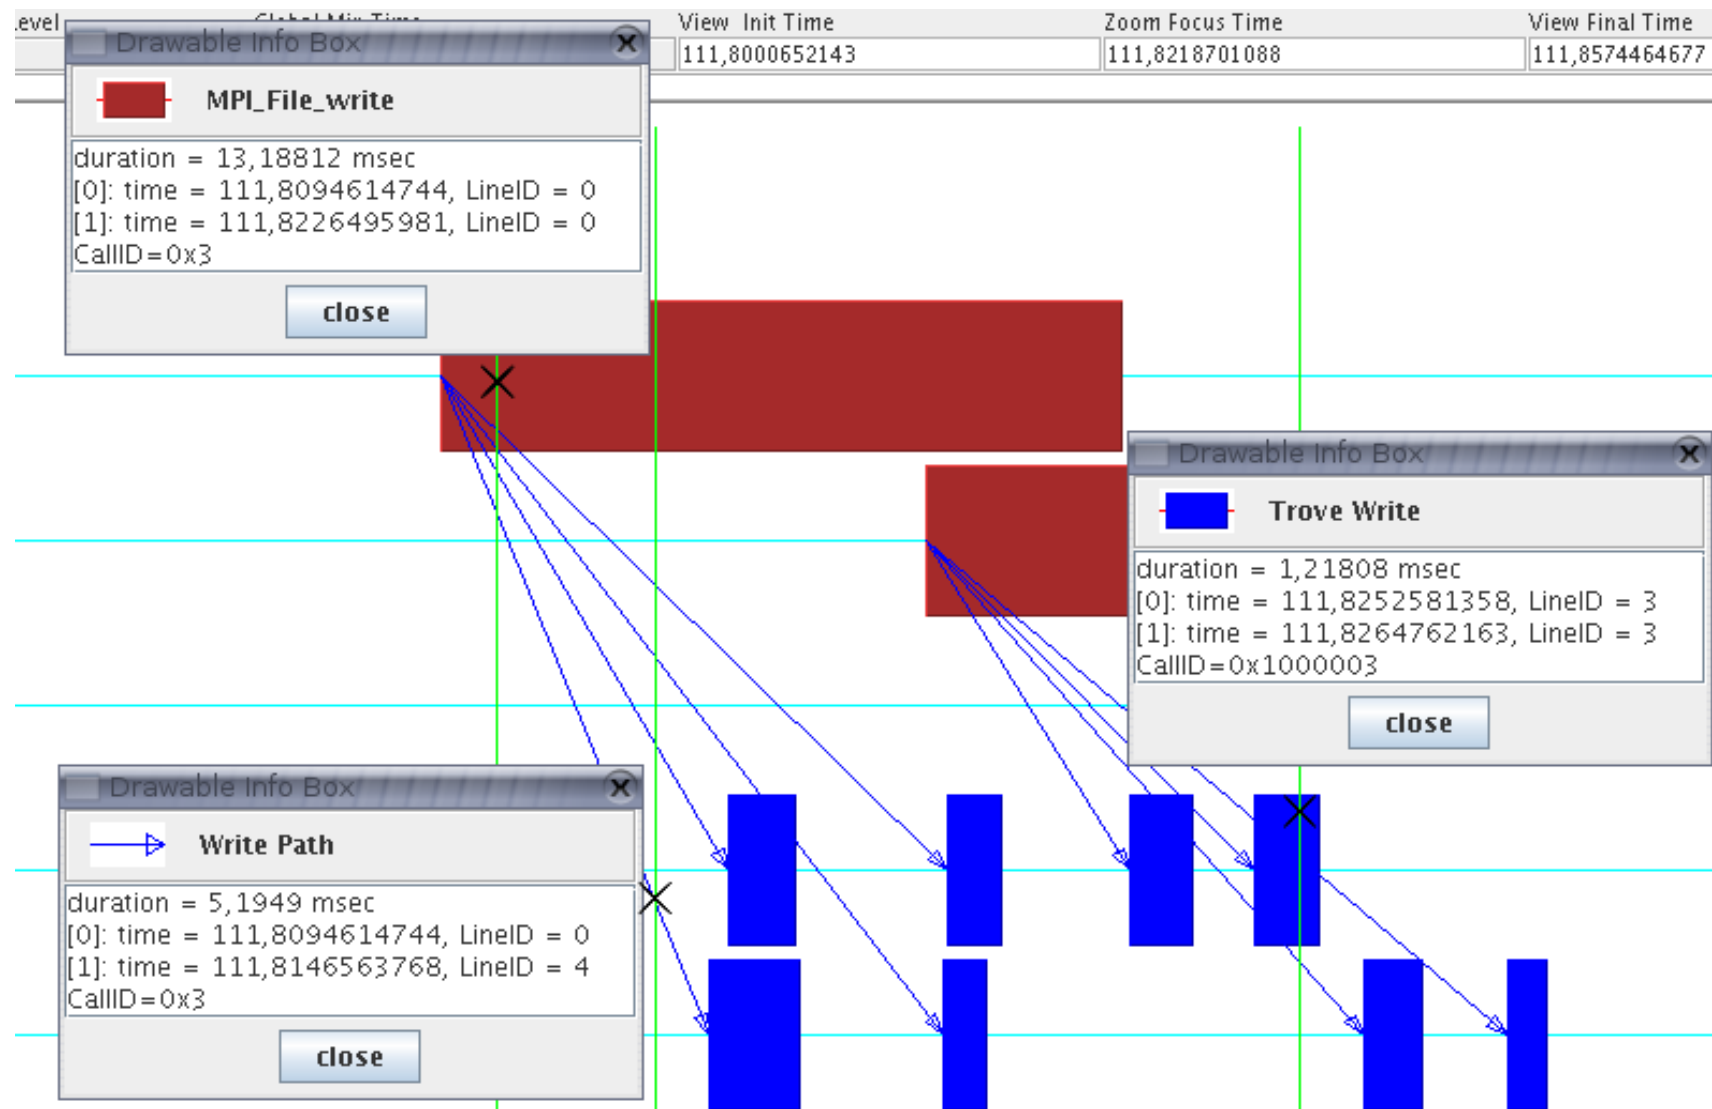 Level
Global Min Time
View  Init Time
Zoom Focus Time
View Final Time
111,8000652143
111,8218701088
111,8574464677
Drawable Info Box
MPI_File_write
duration = 13,18812 msec
[0]: time = 111,8094614744, LineID = 0
[1]: time = 111,8226495981, LineID = 0
CallID=0x3
close
Drawable Info Box
Trove Write
duration = 1,21808 msec
[0]: time = 111,8252581358, LineID = 3
[1]: time = 111,8264762163, LineID = 3
CallID=0x1000003
close
Drawable Info Box
Write Path
duration = 5,1949 msec
[0]: time = 111,8094614744, LineID = 0
[1]: time = 111,8146563768, LineID = 4
CallID=0x3
close